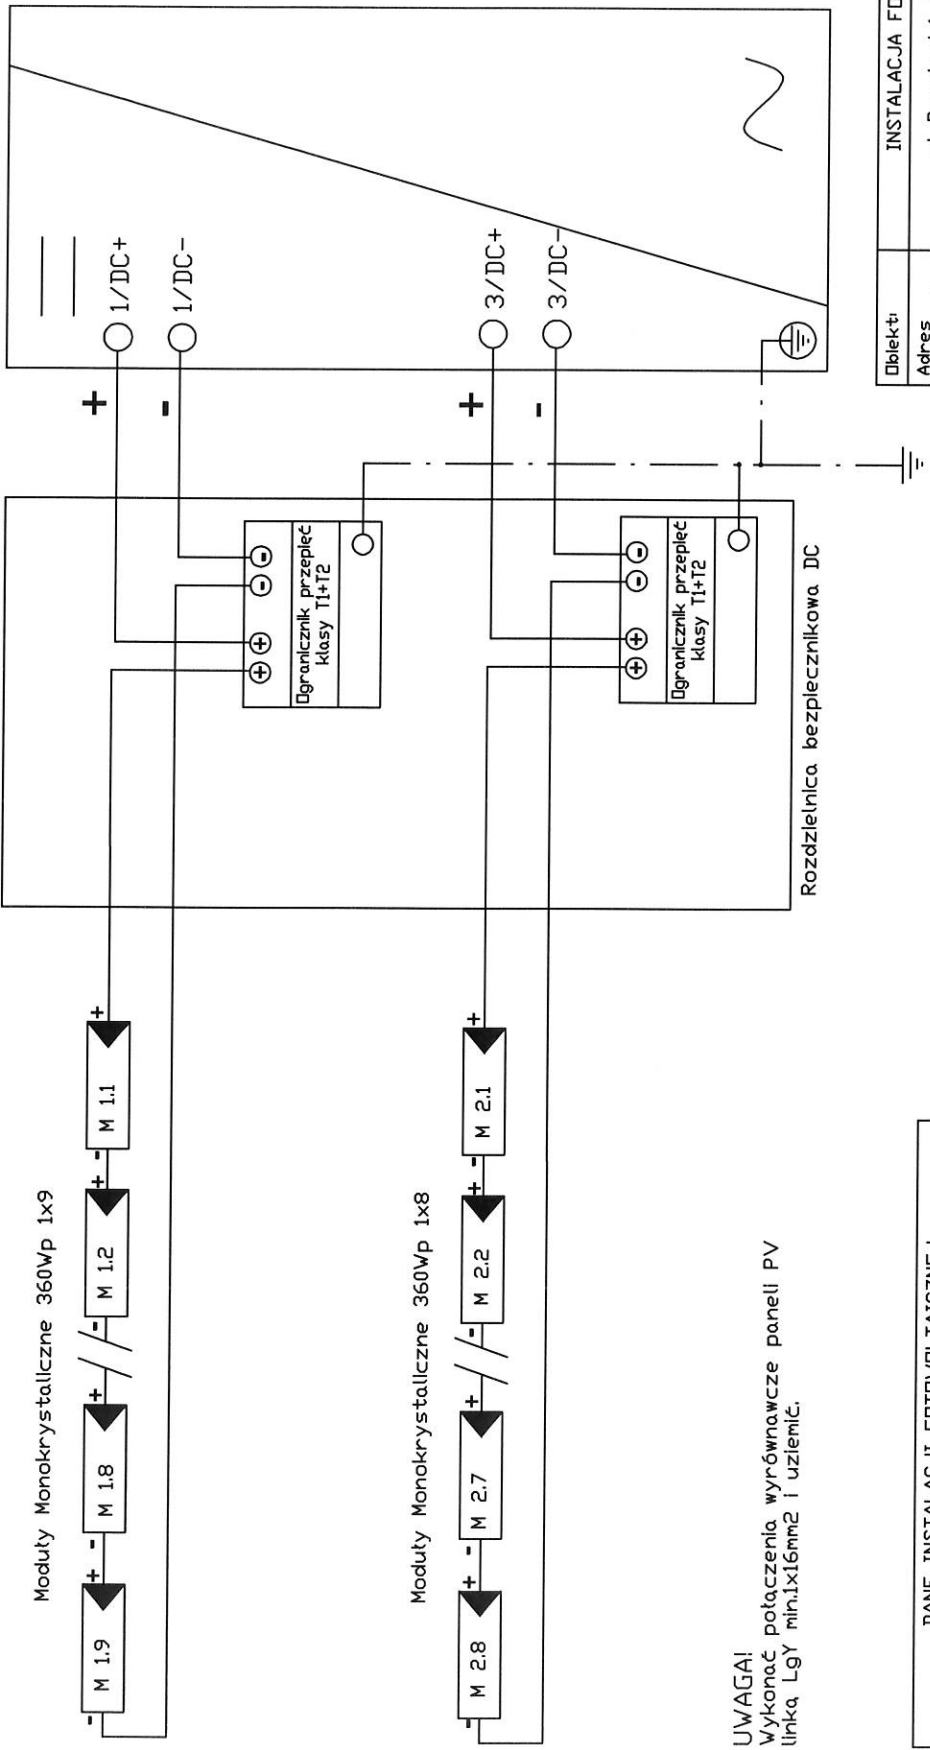 Moduły Monokrystaliczne 360Wp 1x9
- M 1.9 +
- M 1.8 +
- M 1.2 +
- M 1.1 +
+
-
1/DC+
1/DC-
Ogranicznik przepięć
klasy T1+T2
Moduły Monokrystaliczne 360Wp 1x8
- M 2.8 +
- M 2.7 +
- M 2.2 +
- M 2.1 +
+
-
3/DC+
3/DC-
Ogranicznik przepięć
klasy T1+T2
Rozdzielnica bezpiecznikowa DC
UWAGA!
Wykonać połączenia wyrównawcze paneli PV
linką LgY min.1x16mm2 i uziemić.
Obiekt:
INSTALACJA
Adres